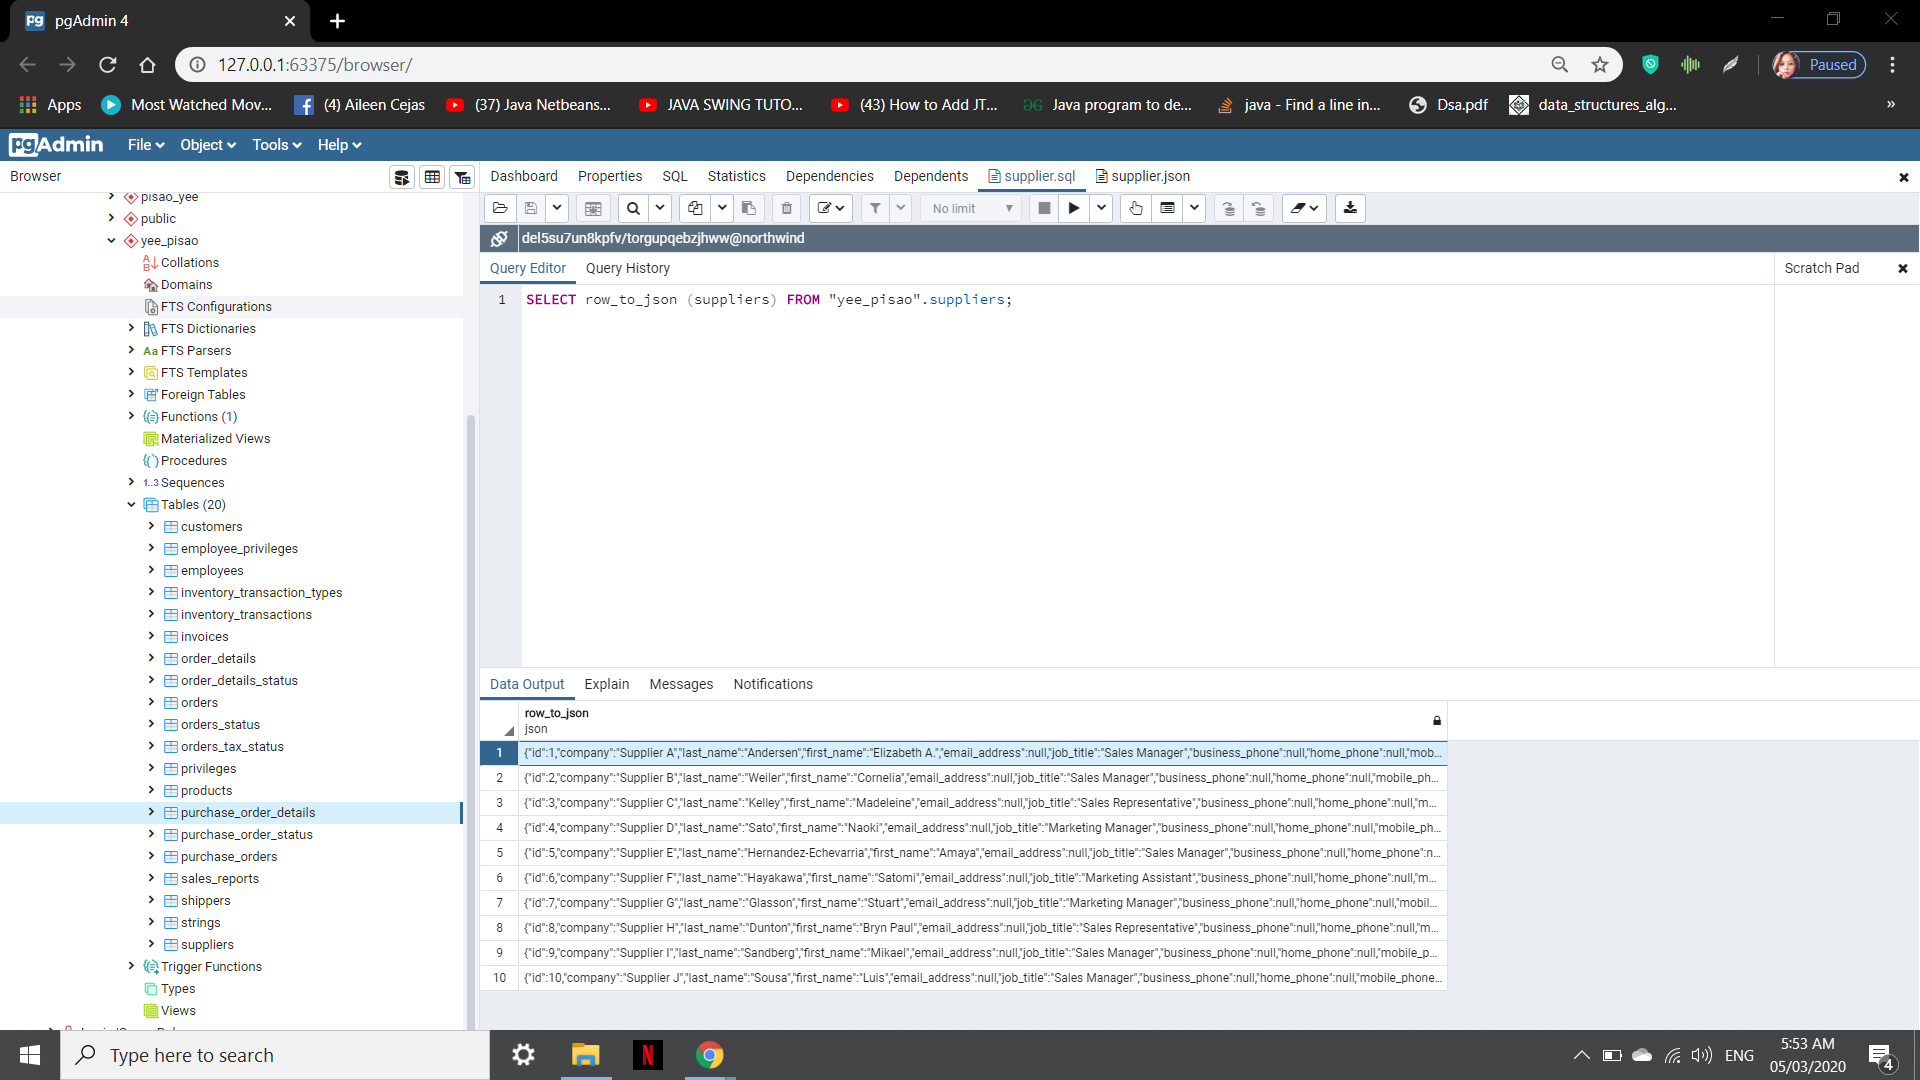 pgAdmin 4
127.0.0.1:63375/browser/
Paused
Apps
Most Watched Mov...
(4) Aileen Cejas
(37) Java Netbeans...
JAVA SWING TUTO...
(43) How to Add JT...
Java program to de...
java - Find a line in...
Dsa.pdf
data_structures_alg...
»
pgAdmin
File
Object
Tools
Help
Browser
Dashboard
Properties
SQL
Statistics
Dependencies
Dependents
supplier.sql
supplier.json
No limit
del5su7un8kpfv/torgupqebzjhww@northwind
Query Editor
Query History
Scratch Pad
1 SELECT row_to_json (suppliers) FROM "yee_pisao".suppliers;
pisao_yee
public
yee_pisao
Collations
Domains
FTS Configurations
FTS Dictionaries
FTS Parsers
FTS Templates
Foreign Tables
Functions (1)
Materialized Views
Procedures
Sequences
Tables (20)
customers
employee_privileges
employees
inventory_transaction_types
inventory_transactions
invoices
order_details
order_details_status
orders
orders_status
orders_tax_status
privileges
products
purchase_order_details
purchase_order_status
purchase_orders
sales_reports
shippers
strings
suppliers
Trigger Functions
Types
Views
Data Output
Explain
Messages
Notifications
row_to_json
json
1 {"id":1,"company":"Supplier A","last_name":"Andersen","first_name":"Elizabeth A.","email_address":null,"job_title":"Sales Manager","business_phone":null,"home_phone":null,"mob...
2 {"id":2,"company":"Supplier B","last_name":"Weiler","first_name":"Cornelia","email_address":null,"job_title":"Sales Manager","business_phone":null,"home_phone":null,"mobile_ph...
3 {"id":3,"company":"Supplier C","last_name":"Kelley","first_name":"Madeleine","email_address":null,"job_title":"Sales Representative","business_phone":null,"home_phone":null,"m...
4 {"id":4,"company":"Supplier D","last_name":"Sato","first_name":"Naoki","email_address":null,"job_title":"Marketing Manager","business_phone":null,"home_phone":null,"mobile_ph...
5 {"id":5,"company":"Supplier E","last_name":"Hernandez-Echevarria","first_name":"Amaya","email_address":null,"job_title":"Sales Manager","business_phone":null,"home_phone":n...
6 {"id":6,"company":"Supplier F","last_name":"Hayakawa","first_name":"Satomi","email_address":null,"job_title":"Marketing Assistant","business_phone":null,"home_phone":null,"m...
7 {"id":7,"company":"Supplier G","last_name":"Glasson","first_name":"Stuart","email_address":null,"job_title":"Marketing Manager","business_phone":null,"home_phone":null,"mobil...
8 {"id":8,"company":"Supplier H","last_name":"Dunton","first_name":"Bryn Paul","email_address":null,"job_title":"Sales Representative","business_phone":null,"home_phone":null,"m...
9 {"id":9,"company":"Supplier I","last_name":"Sandberg","first_name":"Mikael","email_address":null,"job_title":"Sales Manager","business_phone":null,"home_phone":null,"mobile_p...
10 {"id":10,"company":"Supplier J","last_name":"Sousa","first_name":"Luis","email_address":null,"job_title":"Sales Manager","business_phone":null,"home_phone":null,"mobile_phone...
Type here to search
ENG
5:53 AM
05/03/2020
4